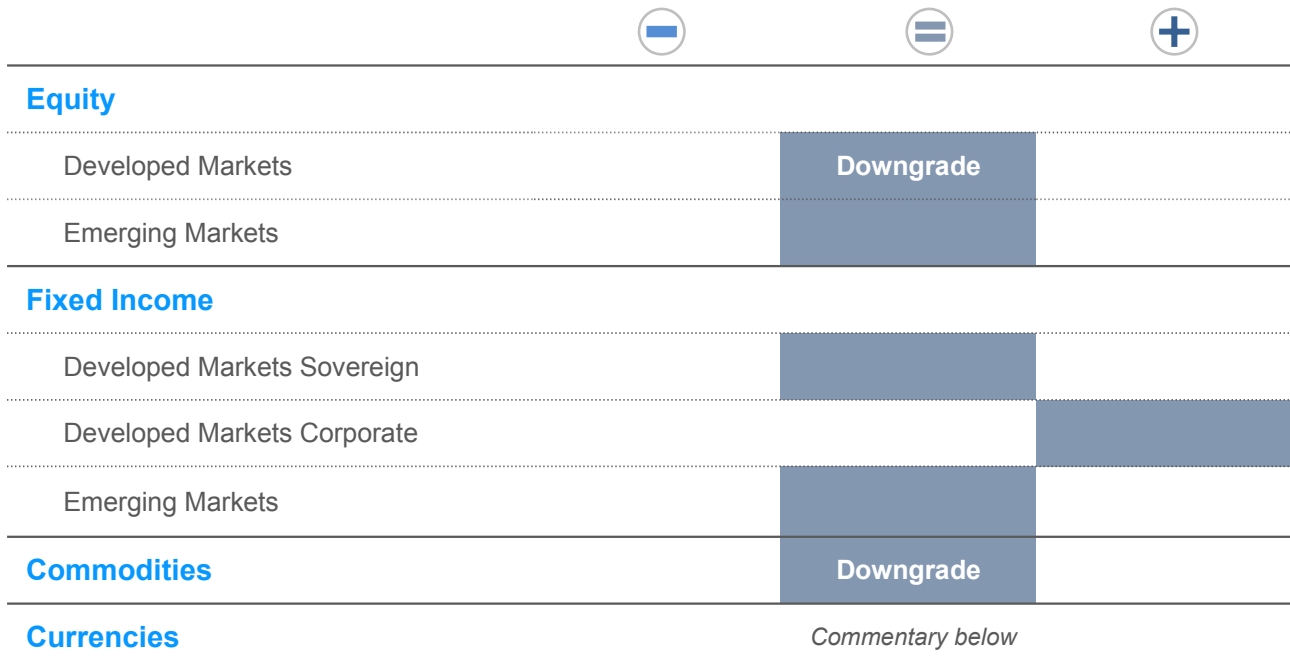 Equity
Developed Markets Downgrade
Emerging Markets
Fixed Income
Developed Markets Sovereign
Developed Markets Corporate
Emerging Markets
Commodities Downgrade
Currencies Commentary below